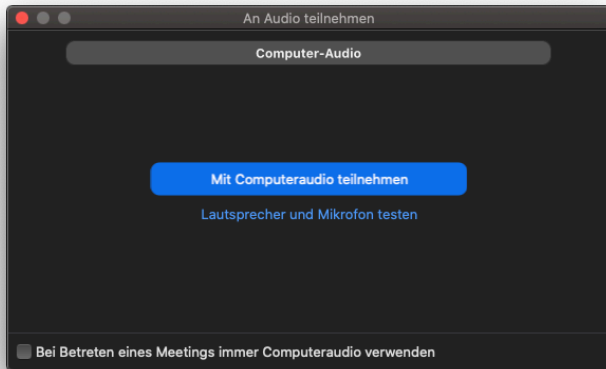 An Audio teilnehmen
Computer-Audio
Mit Computeraudio teilnehmen
Lautsprecher und Mikrofon testen
Bei Betreten eines Meetings immer Computeraudio verwenden